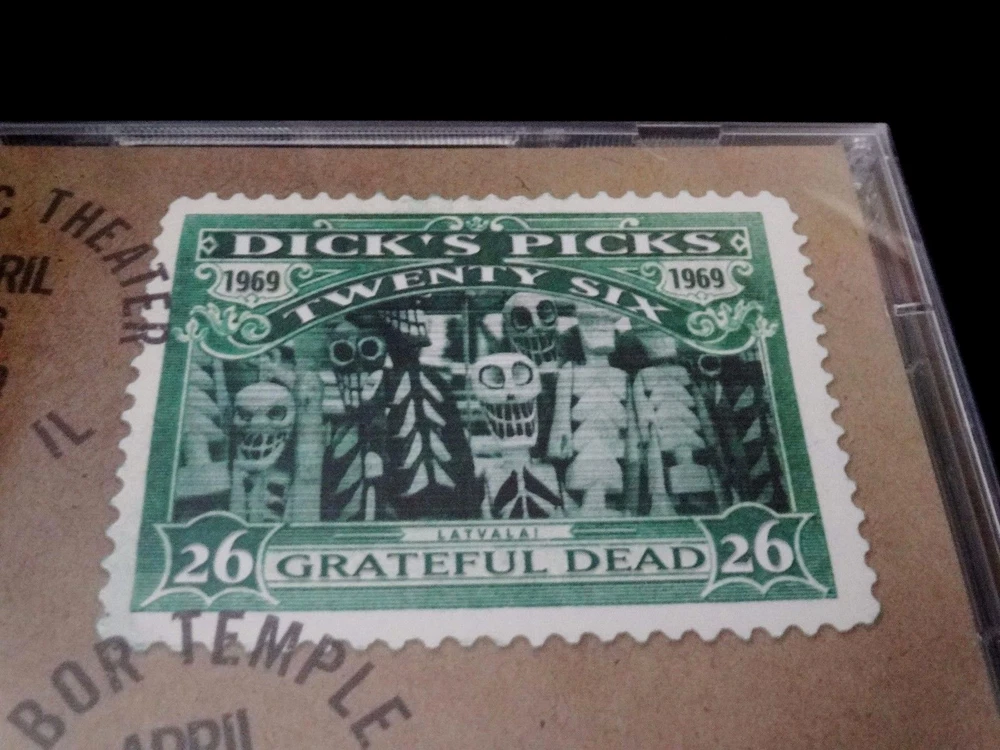 C THEATER
RIL
IL
DICK'S PICKS
1969 TWENTY SIX 1969
LATVALA!
26 GRATEFUL DEAD 26
BOR TEMPLE
APRIL